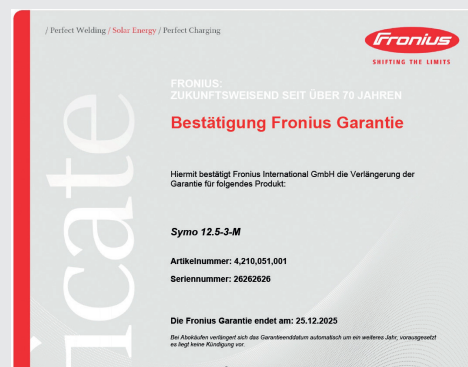 / Perfect Welding / Solar Energy / Perfect Charging
Fronius
SHIFTING THE LIMITS
FRONIUS:
ZUKUNFTSWEISEND SEIT ÜBER 70 JAHREN
Bestätigung Fronius Garantie
Hiermit bestätigt Fronius International GmbH die Verlängerung der
Garantie für folgendes Produkt:
Symo 12.5-3-M
Artikelnummer: 4,210,051,001
Seriennummer: 26262626
Die Fronius Garantie endet am: 25.12.2025
Bei Abokäufen verlängert sich das Garantieenddatum automatisch um ein weiteres Jahr, vorausgesetzt
es liegt keine Kündigung vor.
icate